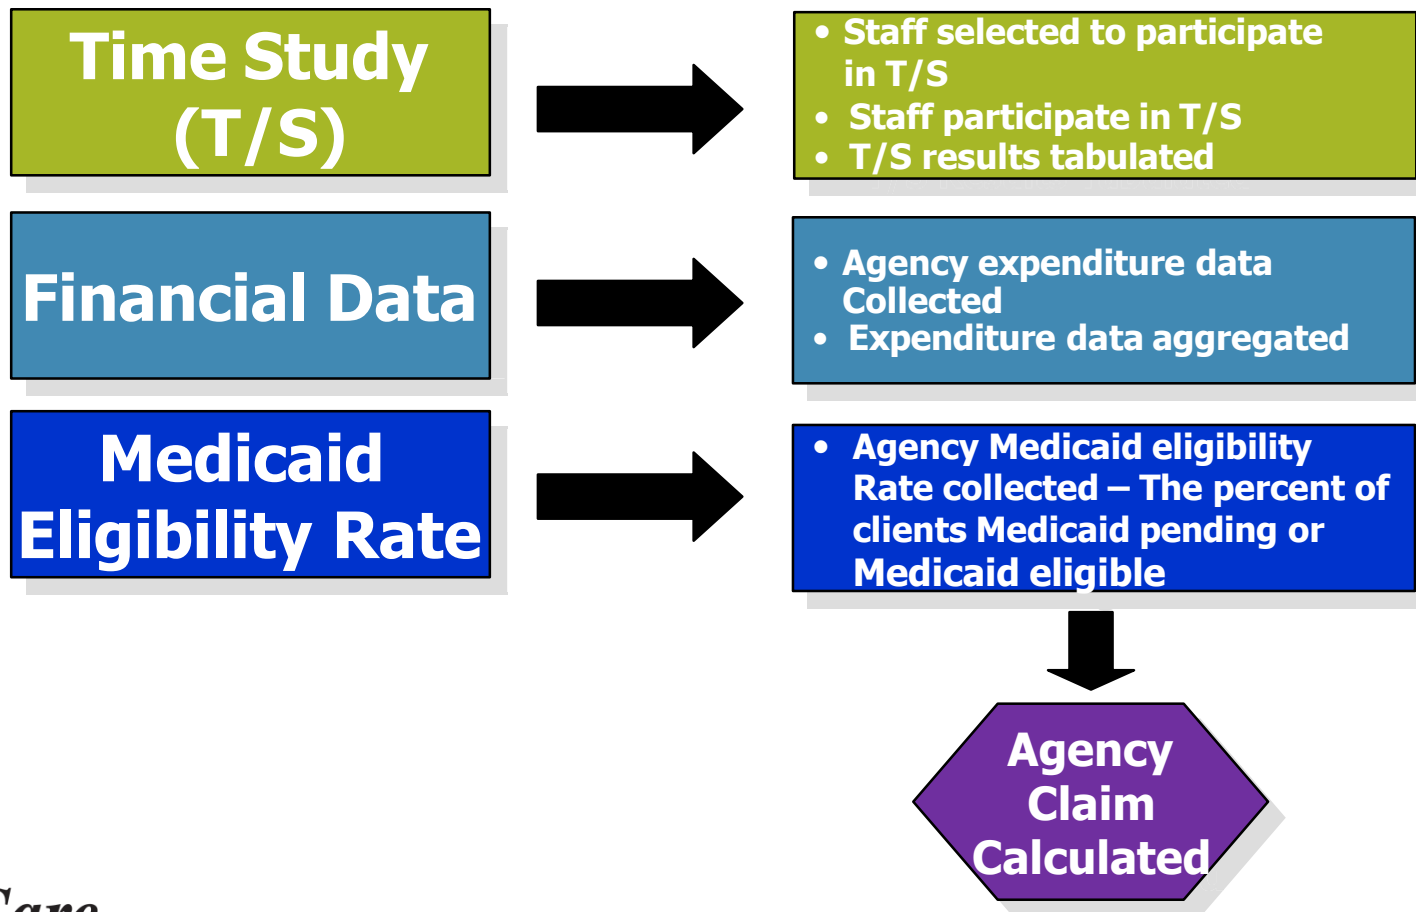 Time Study
(T/S)
• Staff selected to participate
in T/S
• Staff participate in T/S
• T/S results tabulated
Financial Data
• Agency expenditure data
Collected
• Expenditure data aggregated
Medicaid
Eligibility Rate
• Agency Medicaid eligibility
Rate collected – The percent of
clients Medicaid pending or
Medicaid eligible
Agency
Claim
Calculated